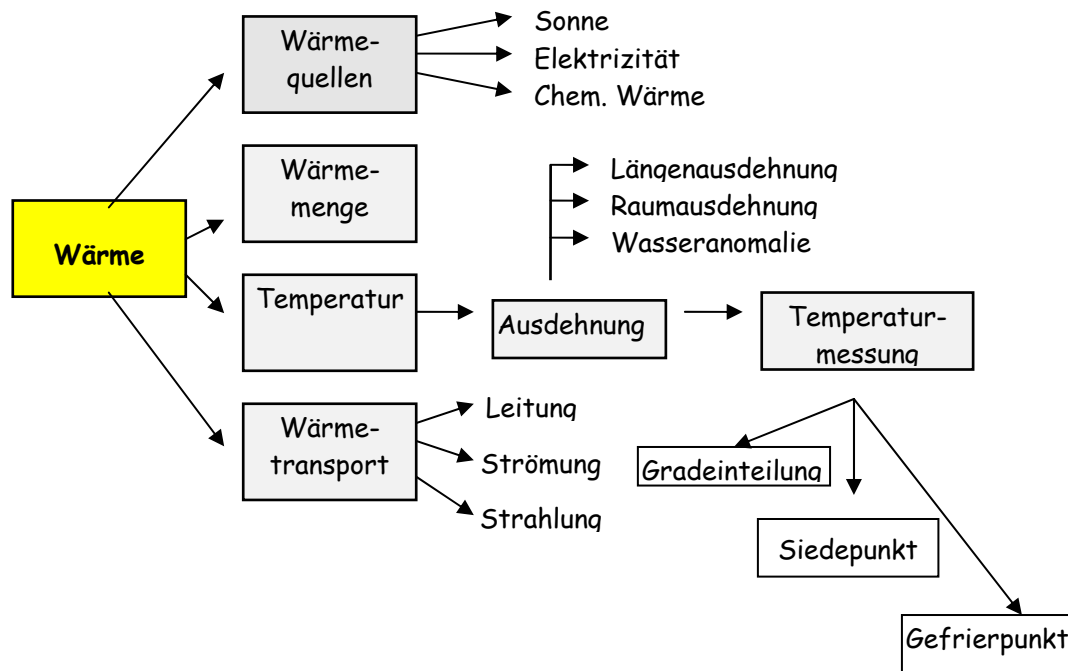 Wärme
Wärme-
quellen
Sonne
Elektrizität
Chem. Wärme
Wärme-
menge
Längenausdehnung
Raumausdehnung
Wasseranomalie
Temperatur
Ausdehnung
Temperatur-
messung
Wärme-
transport
Leitung
Strömung
Strahlung
Gradeinteilung
Siedepunkt
Gefrierpunkt